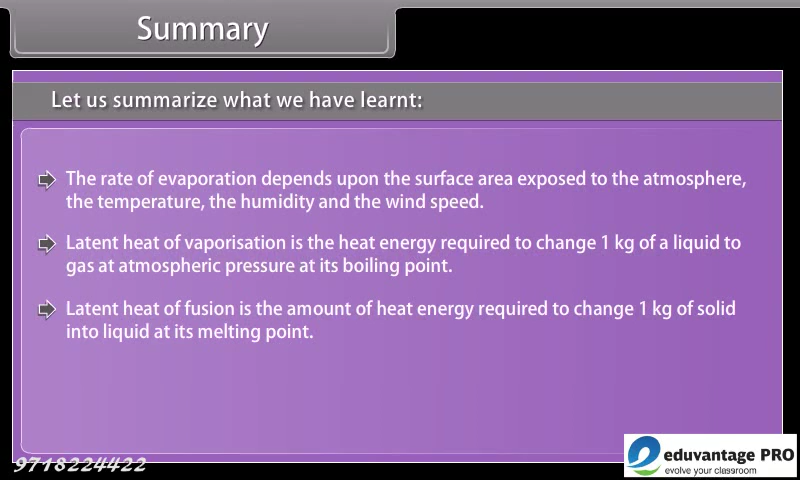 Summary
Let us summarize what we have learnt:
The rate of evaporation depends upon the surface area exposed to the atmosphere,
the temperature, the humidity and the wind speed.
Latent heat of vaporisation is the heat energy required to change 1 kg of a liquid to
gas at atmospheric pressure at its boiling point.
Latent heat of fusion is the amount of heat energy required to change 1 kg of solid
into liquid at its melting point.
9718224422
eduvantage PRO
evolve your classroom